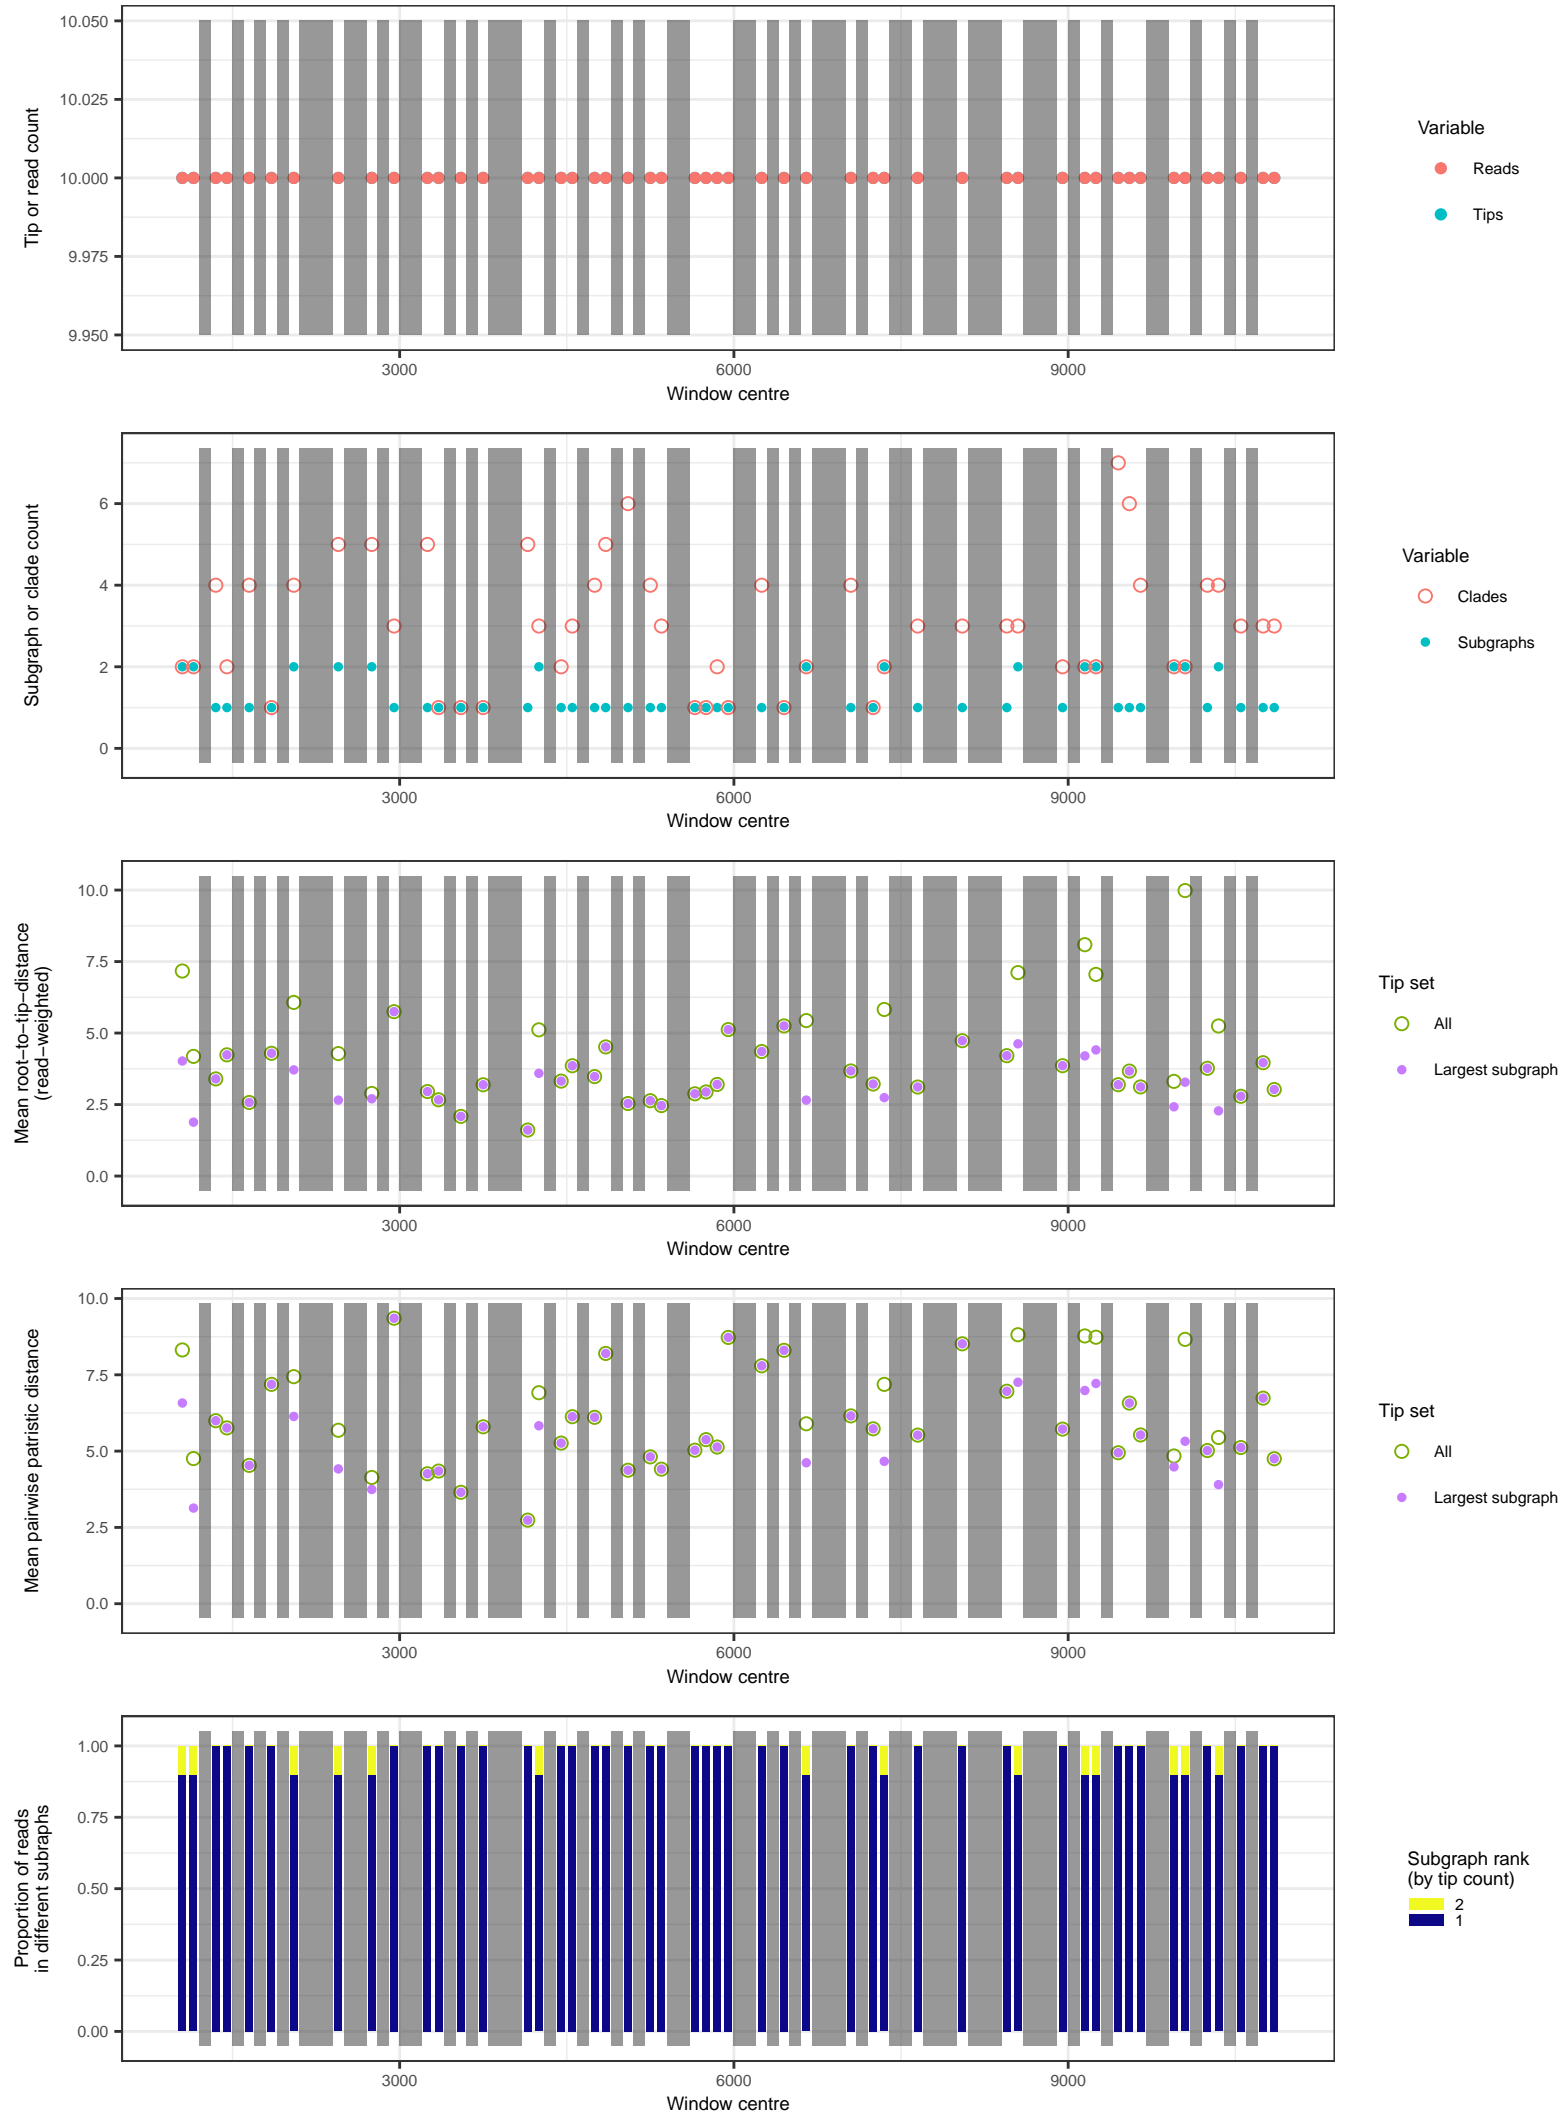 10.050
10.025
10.000
9.975
9.950
Tip or read count
3000
6000
9000
Window centre
Variable
Reads
Tips
6
4
2
0
Subgraph or clade count
3000
6000
9000
Window centre
Variable
Clades
Subgraphs
10.0
7.5
5.0
2.5
0.0
Mean root−to−tip−distance
(read−weighted)
3000
6000
9000
Window centre
Tip set
All
Largest subgraph
10.0
7.5
5.0
2.5
0.0
Mean pairwise patristic distance
3000
6000
9000
Window centre
Tip set
All
Largest subgraph
1.00
0.75
0.50
0.25
0.00
Proportion of reads
in different subraphs
3000
6000
9000
Window centre
Subgraph rank
(by tip count)
2
1